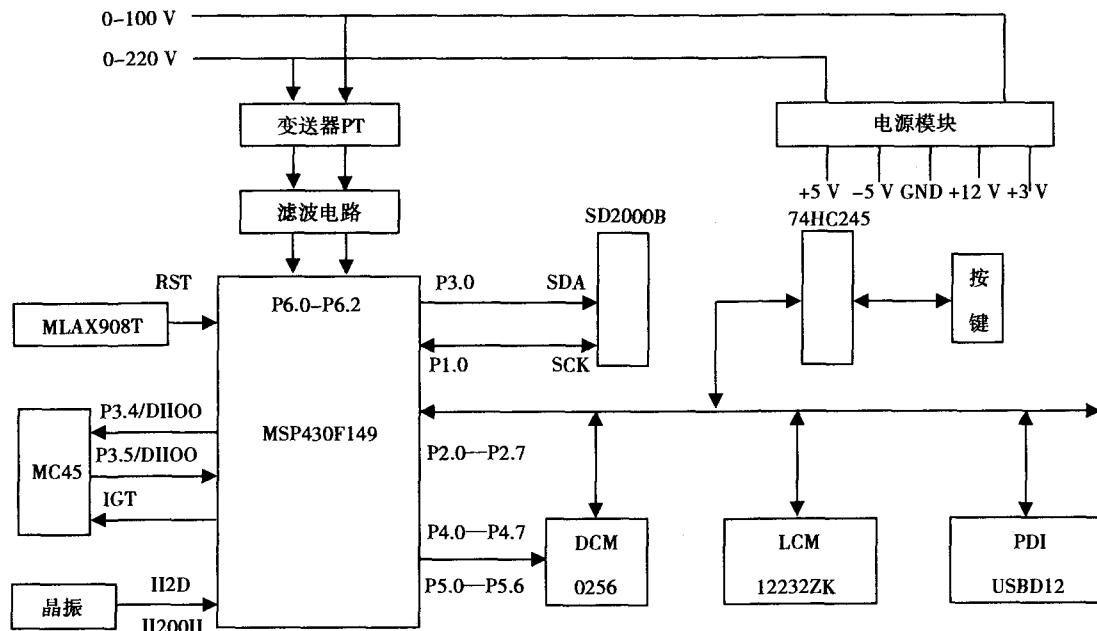 0-100 V
0-220 V
变送器PT
电源模块
+5 V -5 V GND +12 V +3 V
滤波电路
SD2000B
74HC245
RST
P6.0-P6.2
P3.0
SDA
按键
MLAX908T
P1.0
SCK
P3.4/DIIOO
MSP430F149
P3.5/DIIOO
MC45
P2.0—P2.7
IGT
P4.0—P4.7
DCM
0256
LCM
12232ZK
PDI
USBD12
P5.0—P5.6
II2D
晶振
II200II